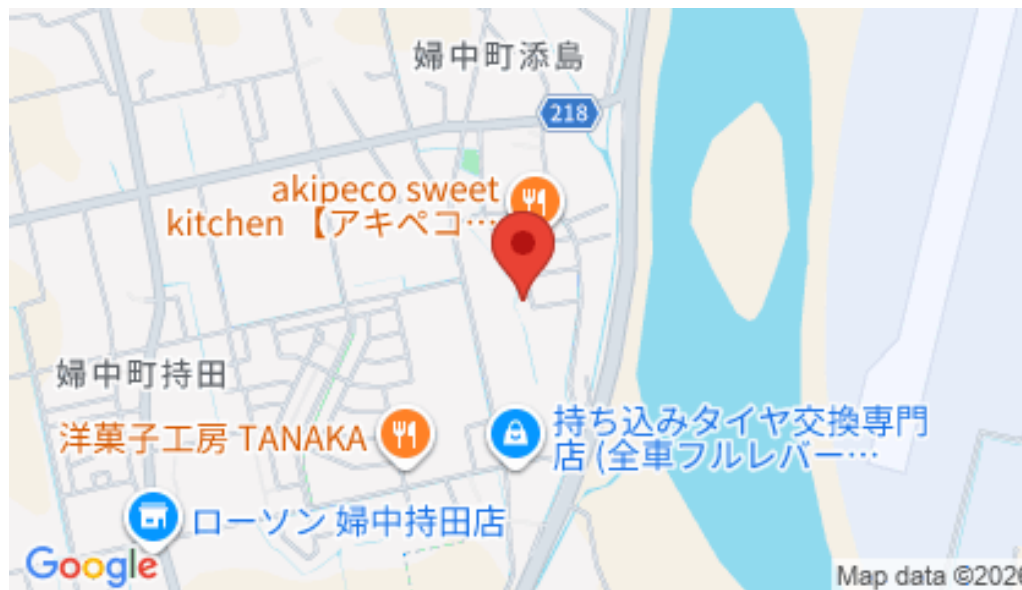 婦中町添島
218
akipeco sweet
kitchen 【アキペコ…
婦中町持田
洋菓子工房 TANAKA
持ち込みタイヤ交換専門
店 (全車フルレバー…
ローソン 婦中持田店
Google
Map data ©2026